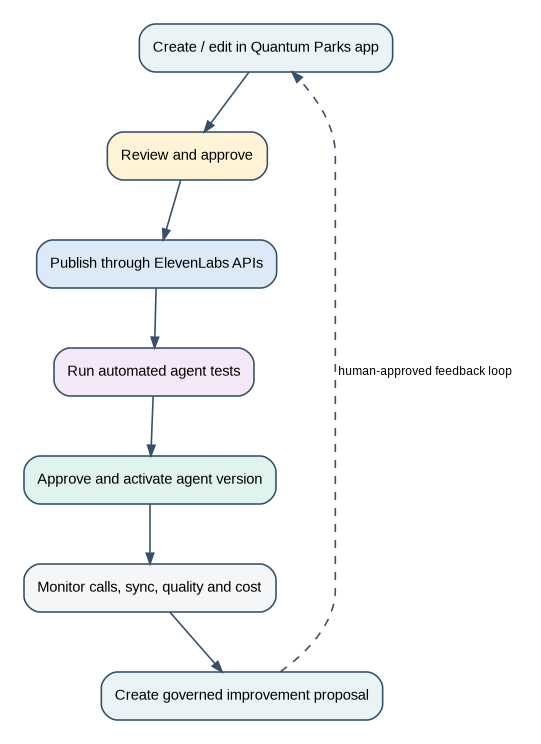 Create / edit in Quantum Parks app
Review and approve
Publish through ElevenLabs APIs
Run automated agent tests
human-approved feedback loop
Approve and activate agent version
Monitor calls, sync, quality and cost
Create governed improvement proposal